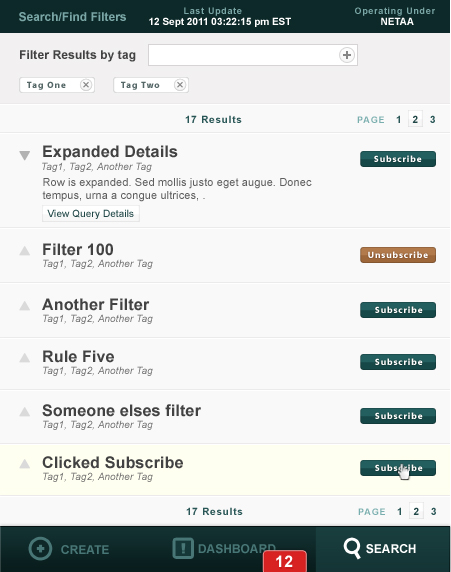 Search/Find Filters
Last Update
12 Sept 2011 03:22:15 pm EST
Operating Under
NETAA
Filter Results by tag
Tag One
Tag Two
17 Results
PAGE 1 2 3
Expanded Details
Tag1, Tag2, Another Tag
Subscribe
Row is expanded. Sed mollis justo eget augue. Donec
tempus, urna a congue ultrices, .
View Query Details
Filter 100
Tag1, Tag2, Another Tag
Unsubscribe
Another Filter
Tag1, Tag2, Another Tag
Subscribe
Rule Five
Tag1, Tag2, Another Tag
Subscribe
Someone elses filter
Tag1, Tag2, Another Tag
Subscribe
Clicked Subscribe
Tag1, Tag2, Another Tag
Subscribe
17 Results
PAGE 1 2 3
CREATE
DASHBOARD
12
SEARCH